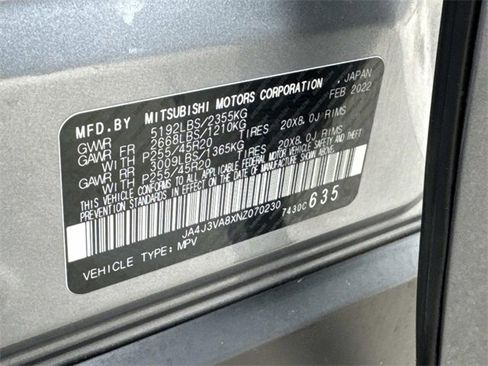 MFD.BY MITSUBISHI MOTORS CORPORATION JAPAN
GVWR 5192LBS/2355KG FEB 2022
GAWR FR 2668LBS/1210KG
WITH P255/45R20 TIRES 20X8.0J RIMS
GAWR RR 3009LBS/1365KG
WITH P255/45R20 TIRES 20X8.0J RIMS
THIS VEHICLE CONFORMS TO ALL APPLICABLE FEDERAL MOTOR VEHICLE SAFETY AND
THEFT PREVENTION STANDARDS IN EFFECT ON THE DATE OF MANUFACTURE SHOWN ABOVE.
JA4J3VA8XNZ070230 7430C 635
VEHICLE TYPE: MPV